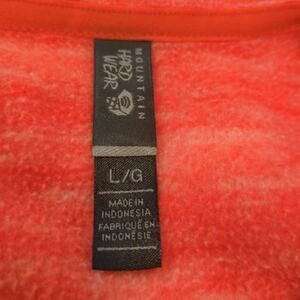 MOUNTAIN
HARD
WEAR
L/G
MADE IN
INDONESIA
FABRIQUÉ EN
INDONÉSIE